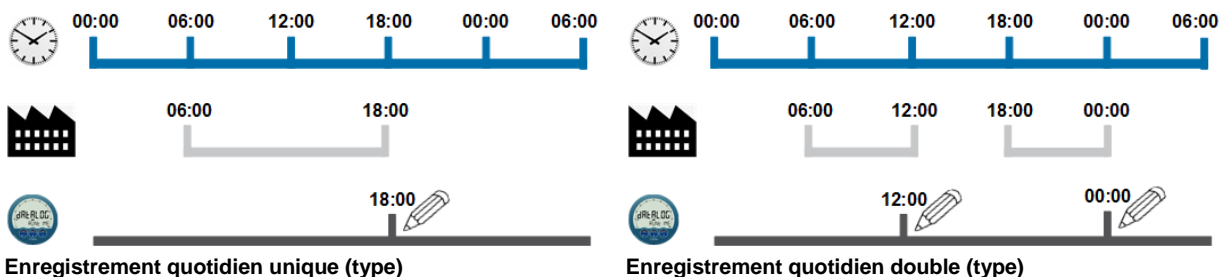 00:00 06:00 12:00 18:00 00:00 06:00
06:00 18:00
dAtALOG
18:00
Enregistrement quotidien unique (type)
00:00 06:00 12:00 18:00 00:00 06:00
06:00 12:00 18:00 00:00
dAtALOG
12:00 00:00
Enregistrement quotidien double (type)